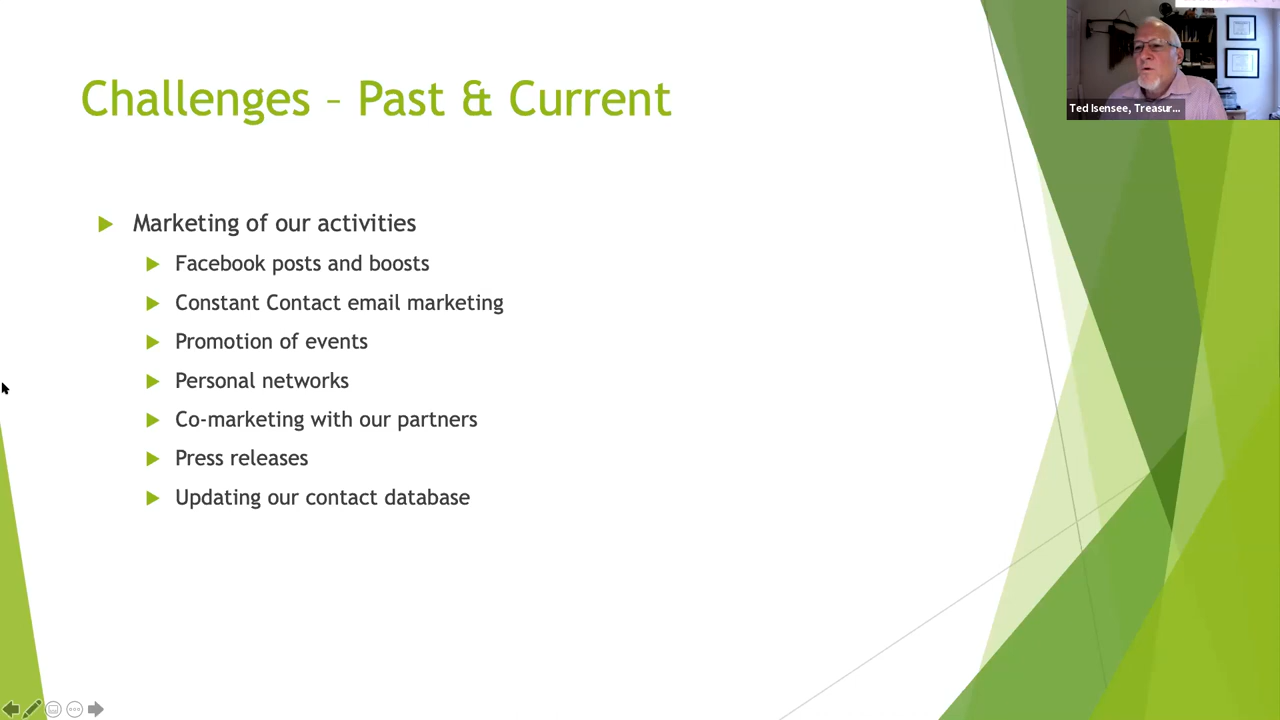 Challenges – Past & Current
Ted Isensee, Treasur...
Marketing of our activities
Facebook posts and boosts
Constant Contact email marketing
Promotion of events
Personal networks
Co-marketing with our partners
Press releases
Updating our contact database